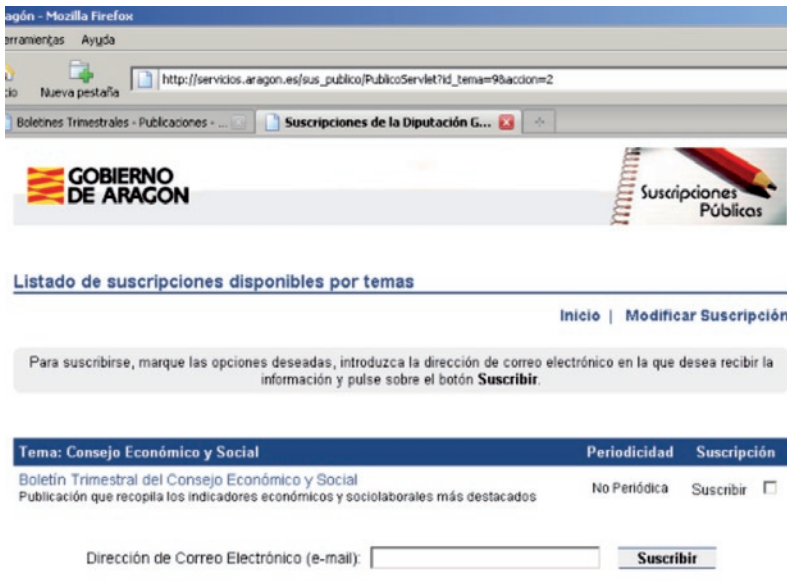 agón - Mozilla Firefox
erramientas Ayuda
cio Nueva pestaña http://servicios.aragon.es/sus_publico/PublicoServlet?id_tema=9&accion=2
Boletines Trimestrales - Publicaciones - ... Suscripciones de la Diputación G...
GOBIERNO
DE ARAGON
Suscripciones
Públicas
Listado de suscripciones disponibles por temas
Inicio | Modificar Suscripción
Para suscribirse, marque las opciones deseadas, introduzca la dirección de correo electrónico en la que desea recibir la
información y pulse sobre el botón Suscribir.
Tema: Consejo Económico y Social Periodicidad Suscripción
Boletín Trimestral del Consejo Económico y Social
Publicación que recopila los indicadores económicos y sociolaborales más destacados No Periódica Suscribir
Dirección de Correo Electrónico (e-mail): Suscribir